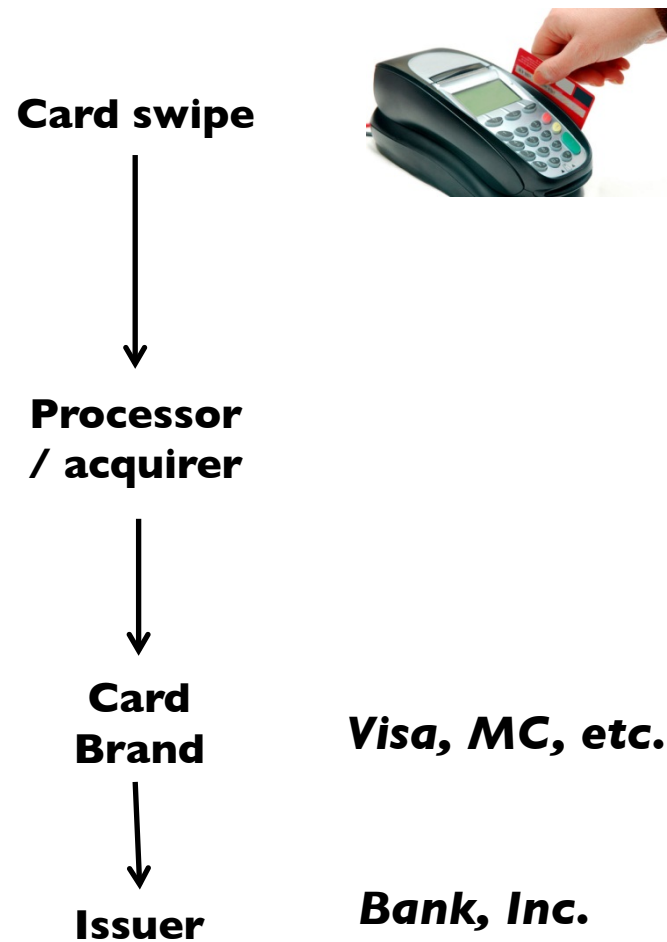 Card swipe
Processor
/ acquirer
Card
Brand
Visa, MC, etc.
Issuer
Bank, Inc.